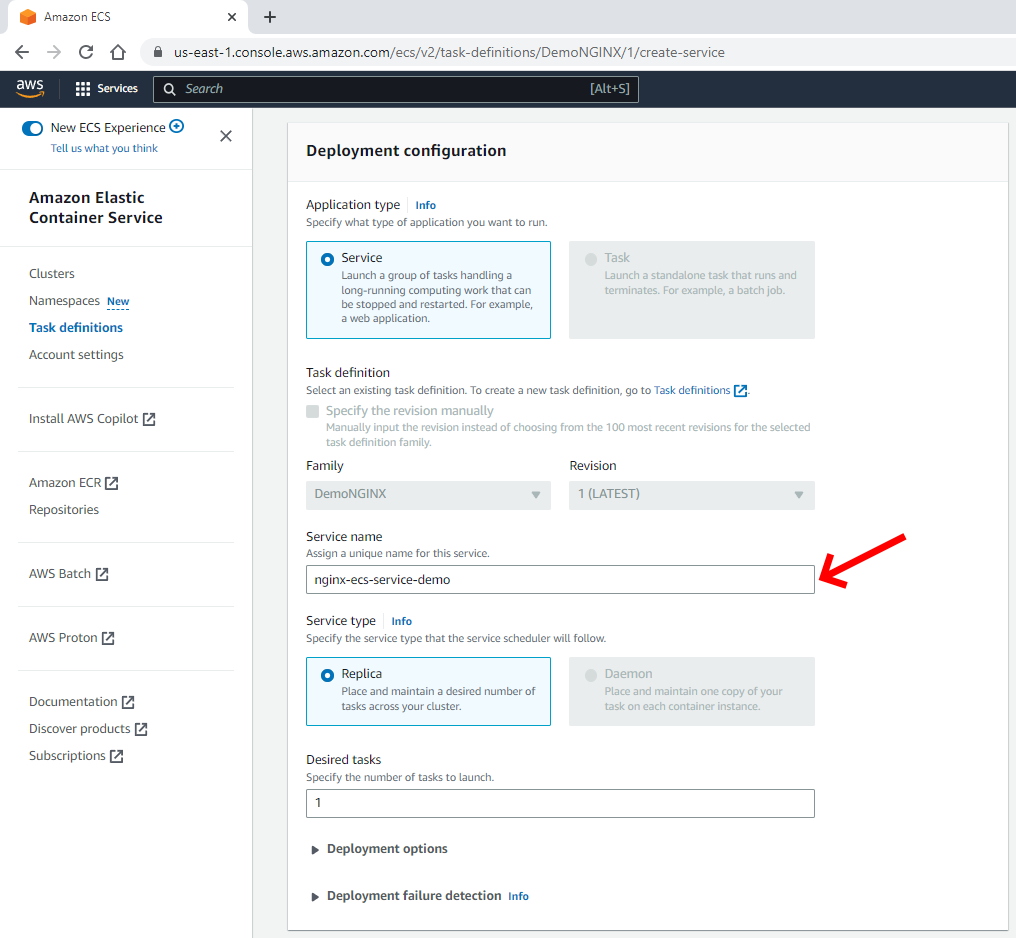 Amazon ECS
us-east-1.console.aws.amazon.com/ecs/v2/task-definitions/DemoNGINX/1/create-service
aws
Services
Search
[Alt+S]
New ECS Experience
Tell us what you think
Amazon Elastic
Container Service
Clusters
Namespaces New
Task definitions
Account settings
Install AWS Copilot
Amazon ECR
Repositories
AWS Batch
AWS Proton
Documentation
Discover products
Subscriptions
Deployment configuration
Application type Info
Specify what type of application you want to run.
Service
Launch a group of tasks handling a
long-running computing work that can
be stopped and restarted. For example,
a web application.
Task
Launch a standalone task that runs and
terminates. For example, a batch job.
Task definition
Select an existing task definition. To create a new task definition, go to Task definitions.
Specify the revision manually
Manually input the revision instead of choosing from the 100 most recent revisions for the selected
task definition family.
Family
DemoNGINX
Revision
1 (LATEST)
Service name
Assign a unique name for this service.
nginx-ecs-service-demo
Service type Info
Specify the service type that the service scheduler will follow.
Replica
Place and maintain a desired number of
tasks across your cluster.
Daemon
Place and maintain one copy of your
task on each container instance.
Desired tasks
Specify the number of tasks to launch.
1
Deployment options
Deployment failure detection Info